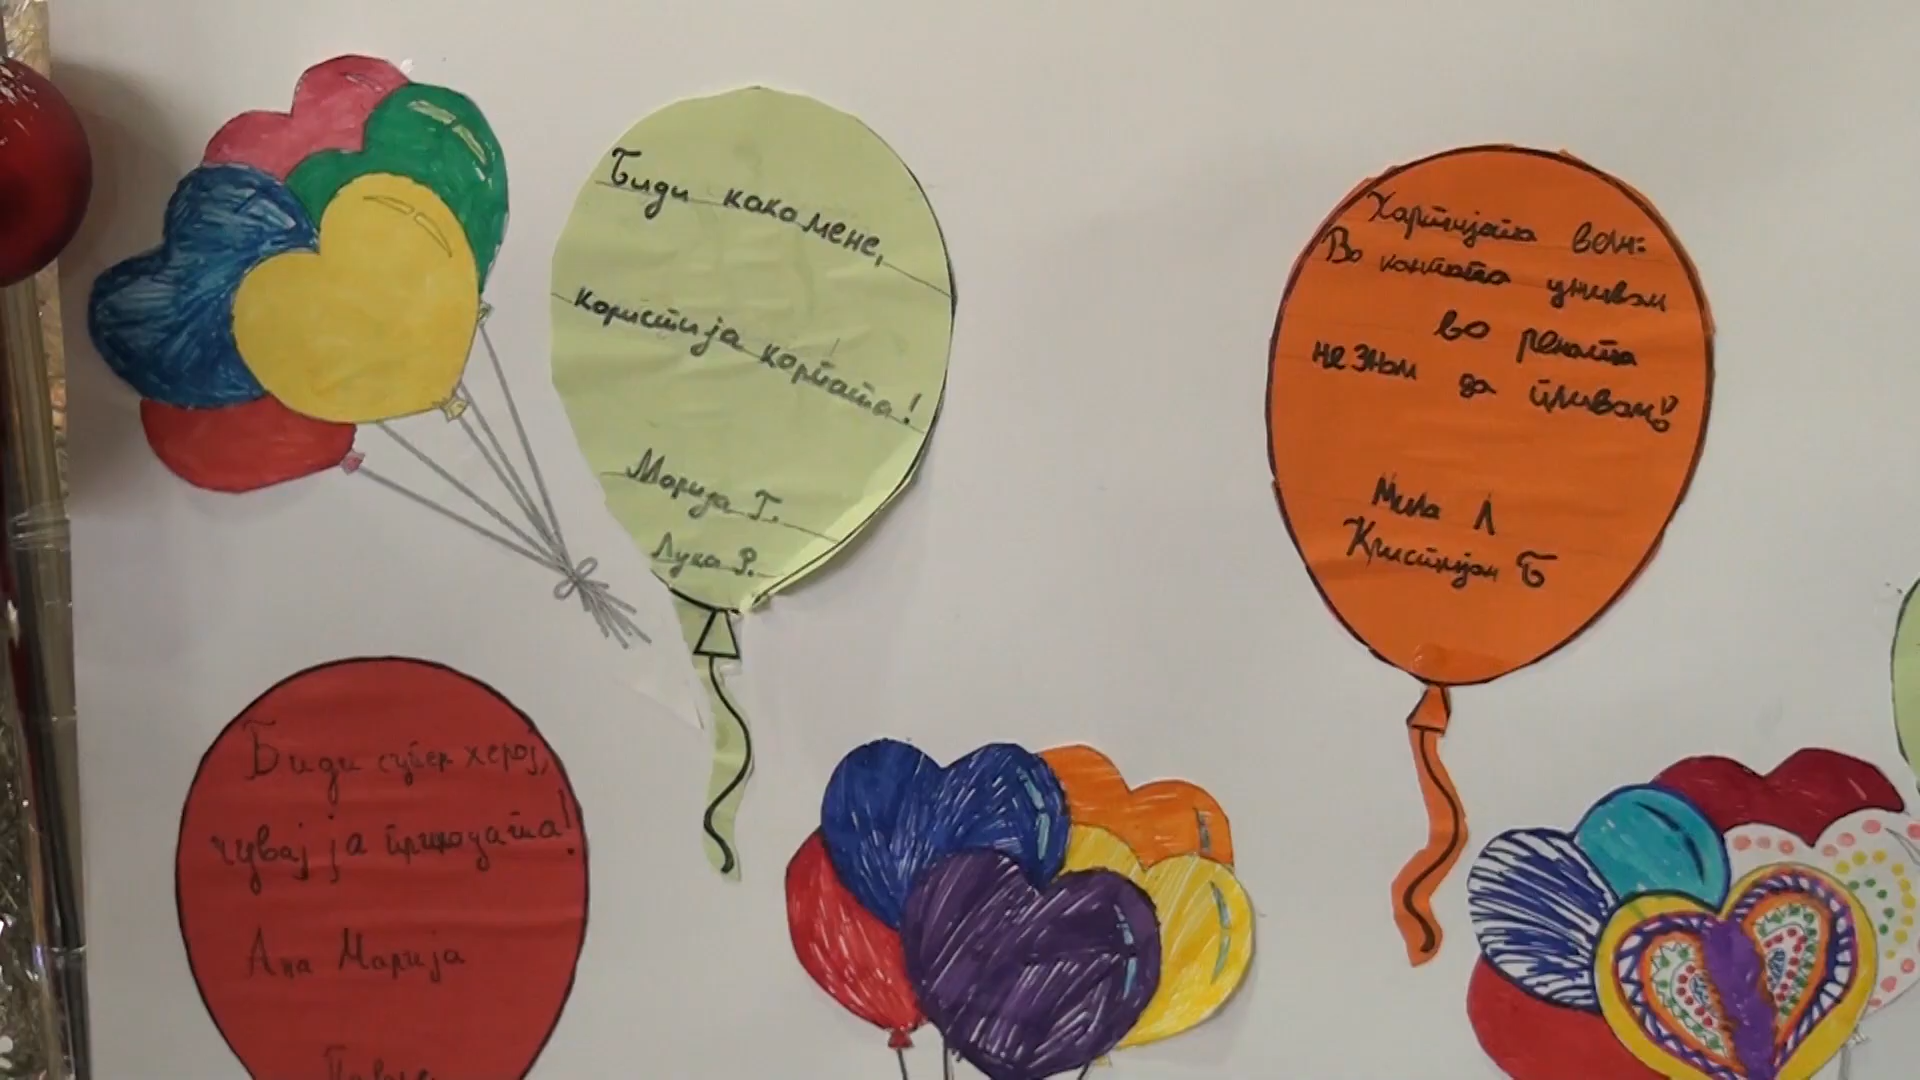 Биди како мене,
користи ја корпата!
Марија Т.
Лука Р.
Хартијата вели:
Во кантата уживам
во реката
не знам да пливам!
Мила Л
Кристијан Б
Биди супер херој,
чувај ја природата!
Ана Марија